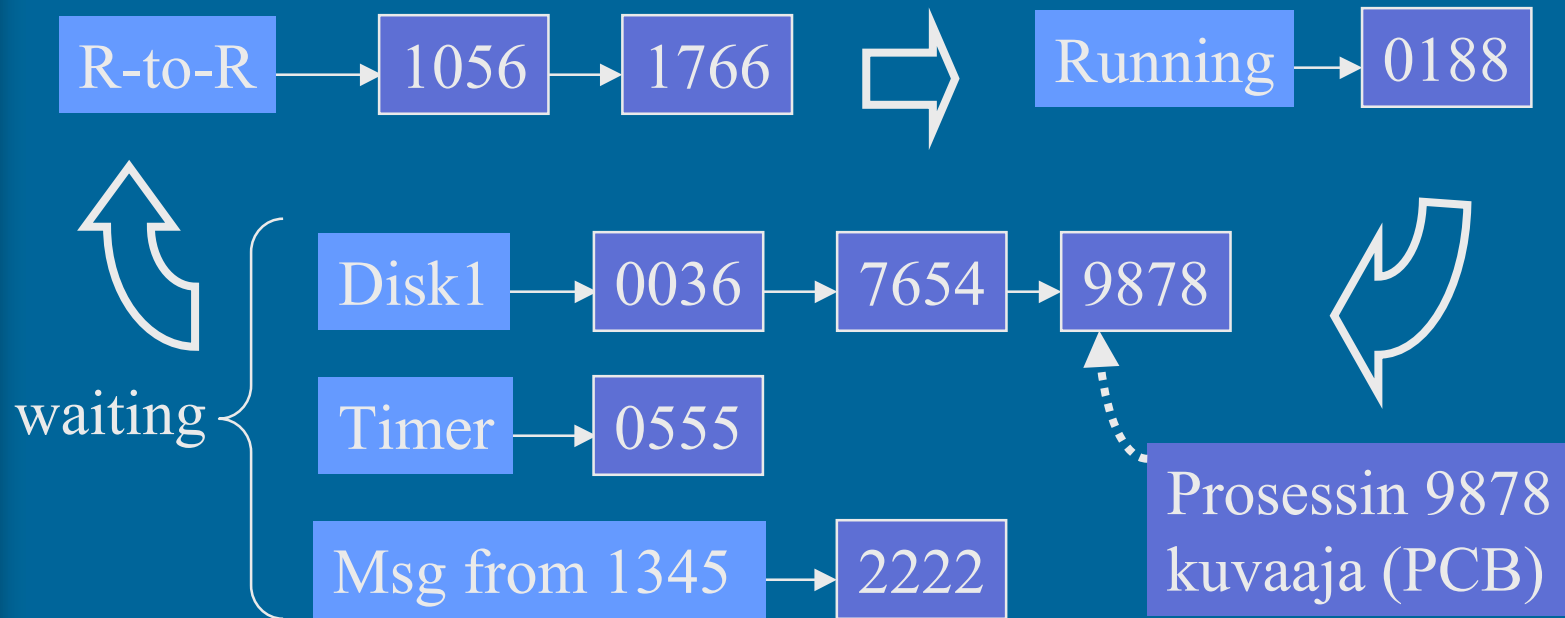 R-to-R 1056 1766 Running 0188
Disk1 0036 7654 9878
waiting Timer 0555
Msg from 1345 2222
Prosessin 9878
kuvaaja (PCB)